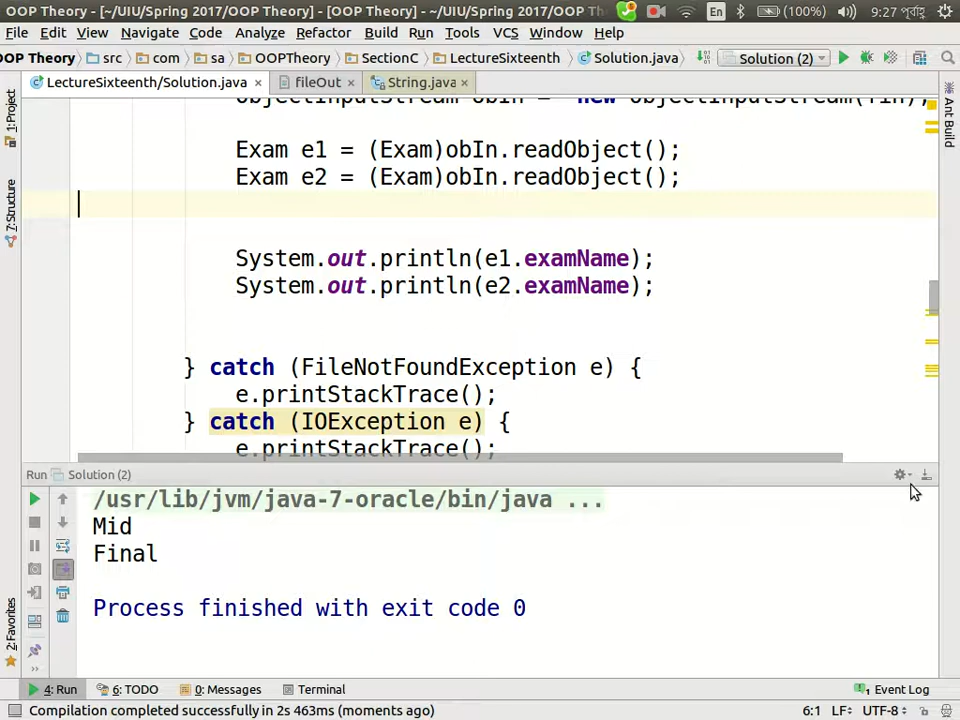 OOP Theory - [~/UIU/Spring 2017/OOP Theory] - [OOP Theory] - ~/UIU/Spring 2017/OOP Th En (100%) 9:27 পূর্বাহ্ণ
File Edit View Navigate Code Analyze Refactor Build Run Tools VCS Window Help
OOP Theory src com sa OOPTheory SectionC LectureSixteenth Solution.java Solution (2)
LectureSixteenth/Solution.java fileOut String.java
1: Project
7: Structure
2: Favorites
Ant Build
ObjectInputStream obIn = new ObjectInputStream(fin);
Exam e1 = (Exam)obIn.readObject();
Exam e2 = (Exam)obIn.readObject();
System.out.println(e1.examName);
System.out.println(e2.examName);
} catch (FileNotFoundException e) {
e.printStackTrace();
} catch (IOException e) {
e.printStackTrace();
Run Solution (2)
/usr/lib/jvm/java-7-oracle/bin/java ...
Mid
Final
Process finished with exit code 0
4: Run 6: TODO 0: Messages Terminal 1 Event Log
Compilation completed successfully in 2s 463ms (moments ago) 6:1 LF÷ UTF-8÷